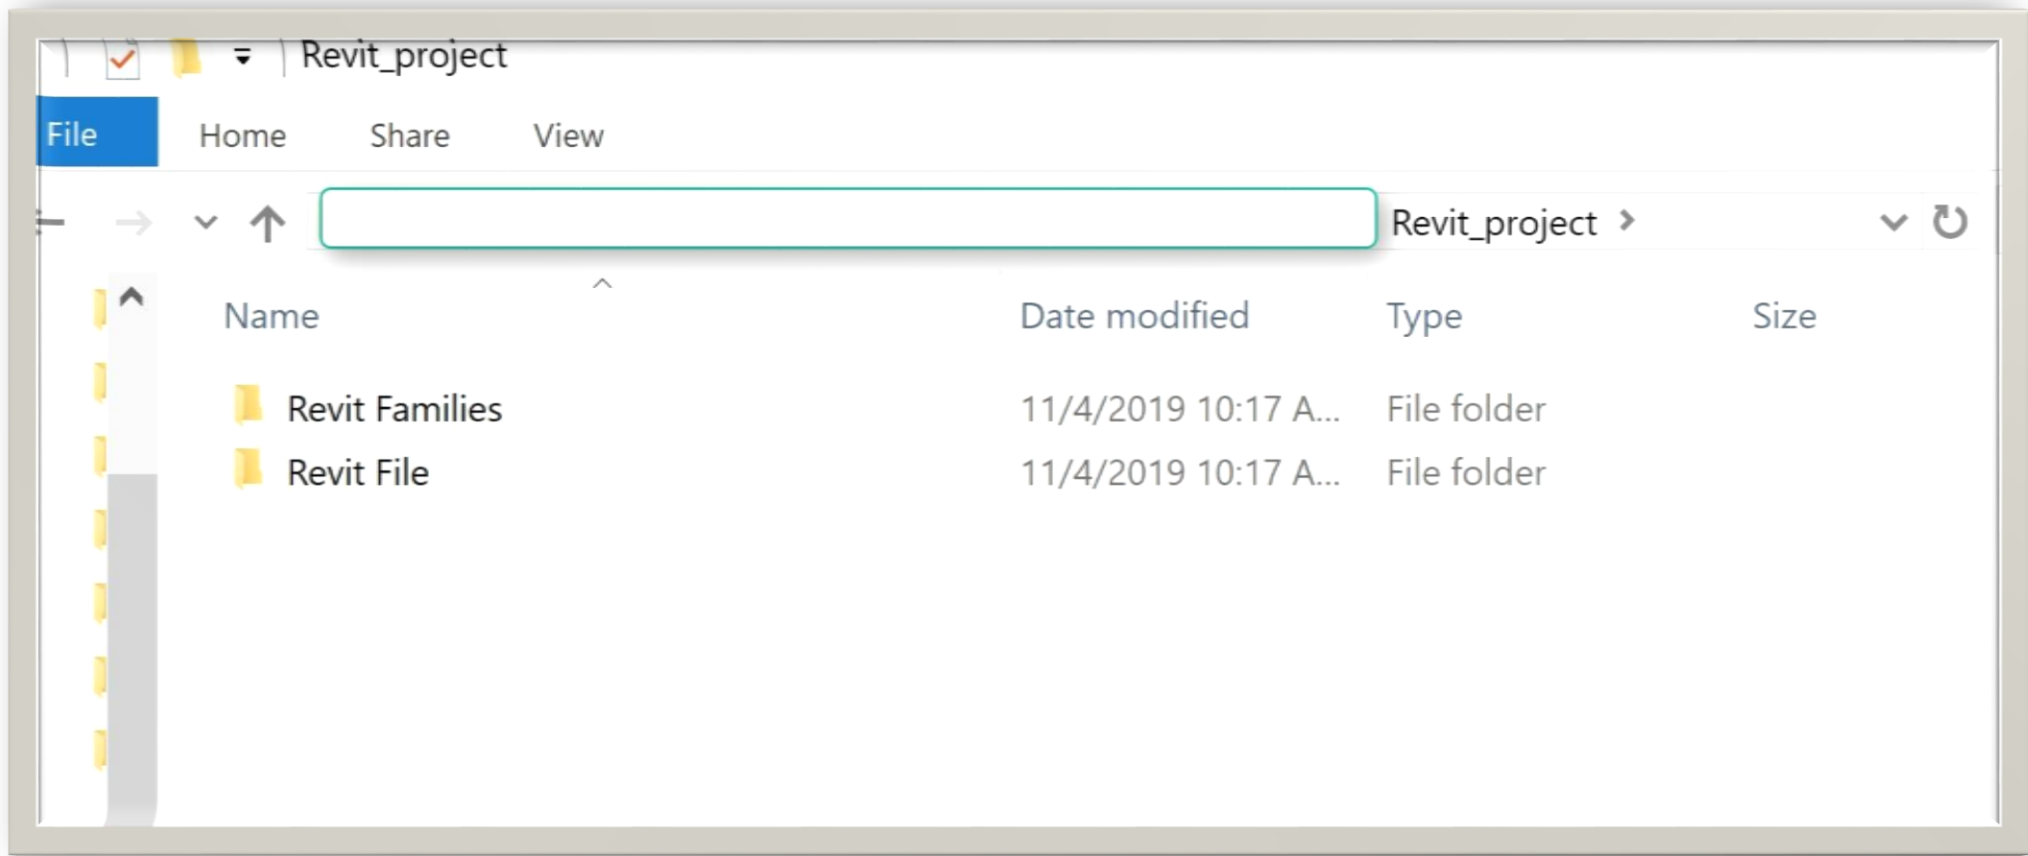 Revit_project
File Home Share View
Revit_project
Name Date modified Type Size
Revit Families 11/4/2019 10:17 A... File folder
Revit File 11/4/2019 10:17 A... File folder